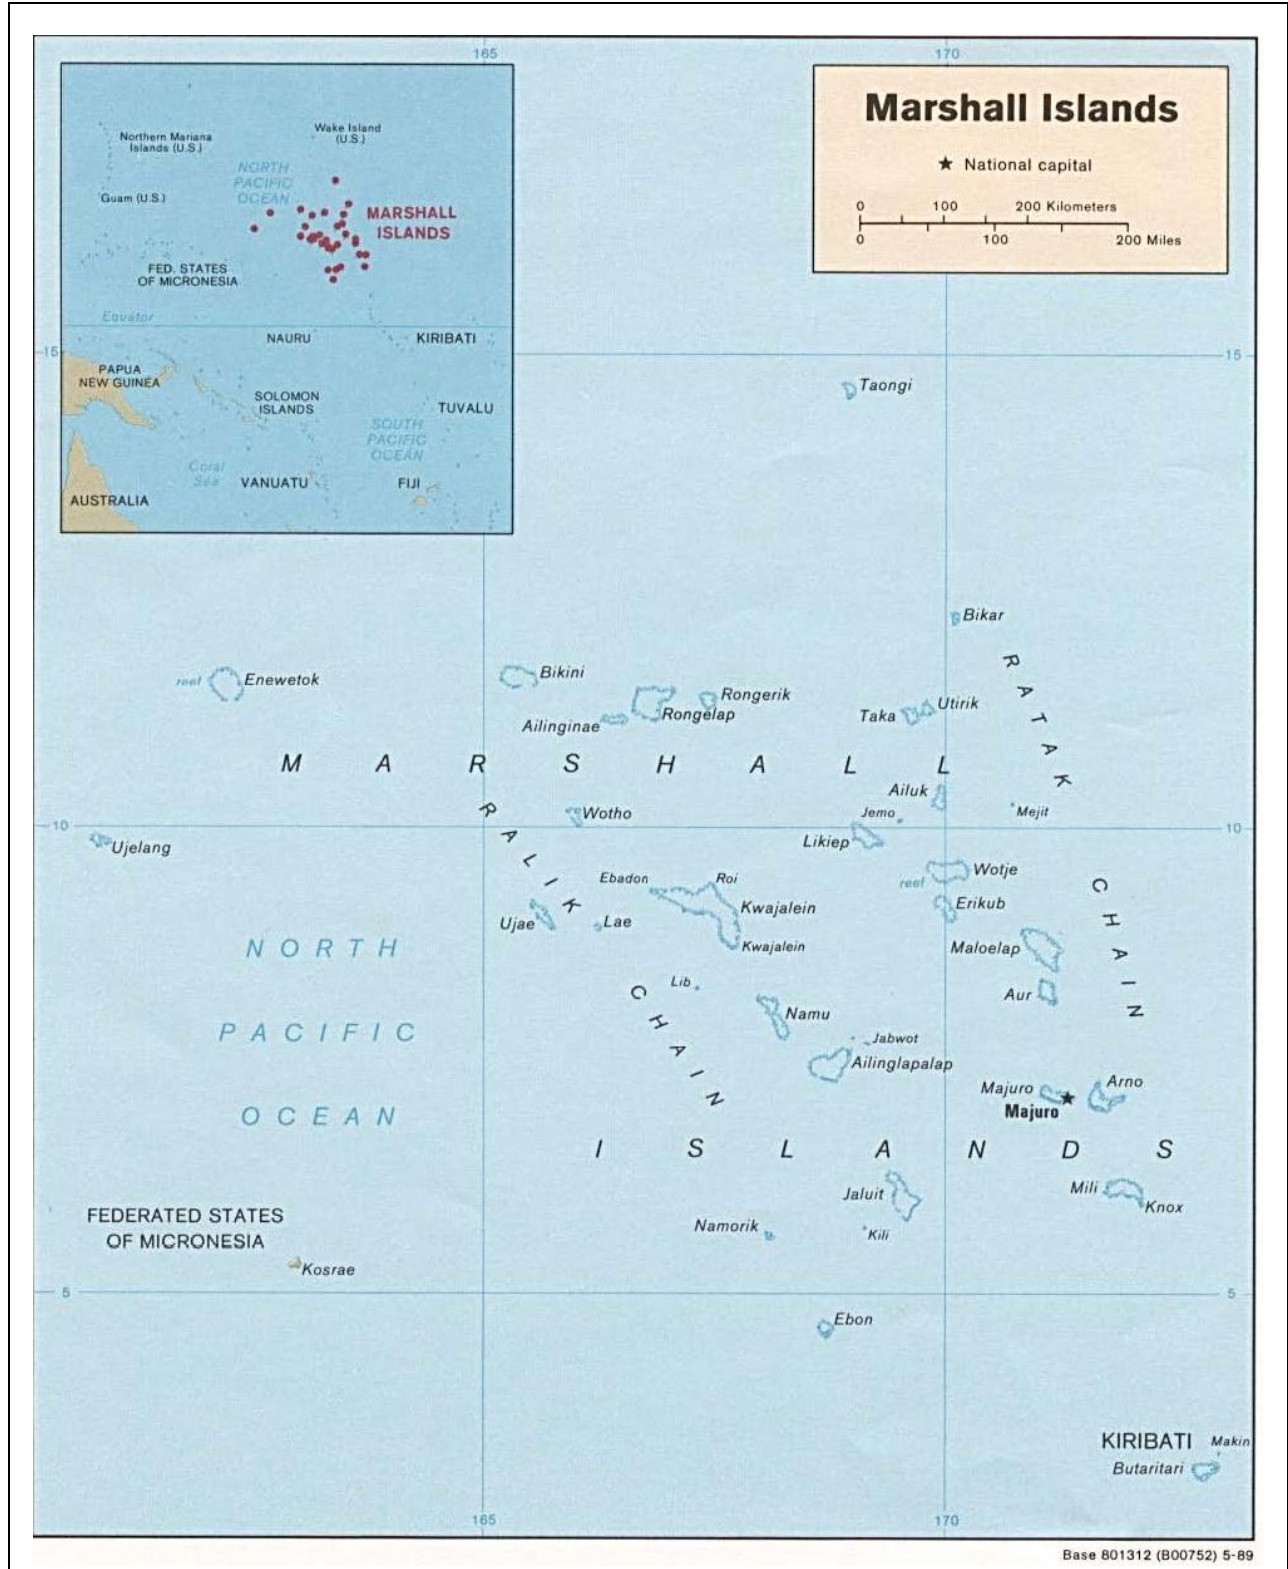 165
170
Marshall Islands
★ National capital
0 100 200 Kilometers
0 100 200 Miles
Northern Mariana
Islands (U.S.)
Wake Island
(U.S.)
NORTH
PACIFIC
OCEAN
Guam (U.S.)
MARSHALL
ISLANDS
FED. STATES
OF MICRONESIA
Equator
NAURU
KIRIBATI
PAPUA
NEW GUINEA
SOLOMON
ISLANDS
TUVALU
SOUTH
PACIFIC
OCEAN
Coral
Sea
VANUATU
FIJI
AUSTRALIA
15
15
Taongi
Bikar
reef
Enewetok
Bikini
Rongerik
Rongelap
Ailinginae
Utirik
Taka
RATAK
MARSHALL
Ailuk
Jemo
Mejit
Wotho
10
10
Ujelang
Likiep
RALIK
Wotje
reef
Ebadon
Roi
Kwajalein
Erikub
CHAIN
Ujae
Lae
Kwajalein
Maloelap
NORTH
PACIFIC
OCEAN
Lib
Aur
CHAIN
Namu
Jabwot
Ailinglapalap
Majuro
Arno
Majuro
ISLANDS
Jaluit
Mili
Knox
Namorik
Kili
FEDERATED STATES
OF MICRONESIA
Kosrae
5
5
Ebon
KIRIBATI
Makin
Butaritari
165
170
Base 801312 (B00752) 5-89